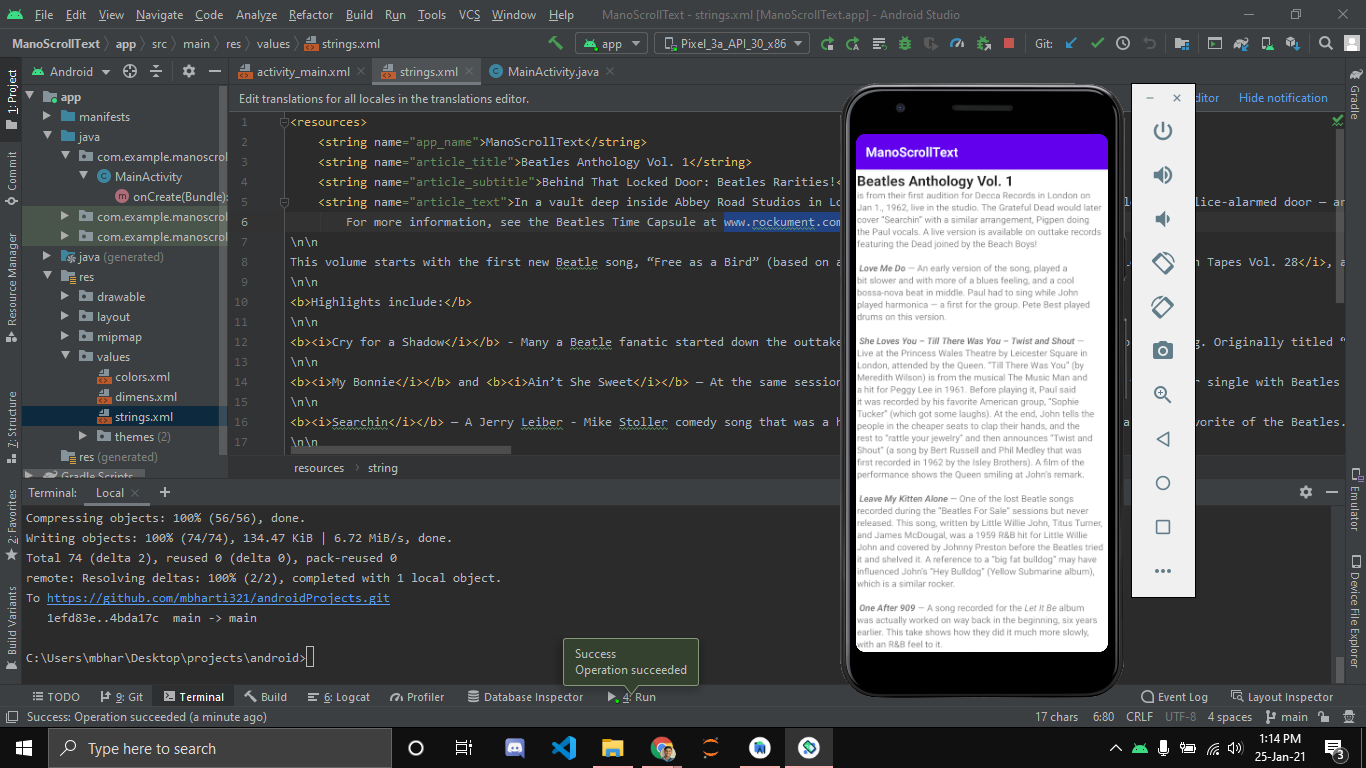 File Edit View Navigate Code Analyze Refactor Build Run Tools VCS Window Help ManoScrollText - strings.xml [ManoScrollText.app] - Android Studio
ManoScrollText app src main res values strings.xml app Pixel_3a_API_30_x86 Git:
Android activity_main.xml strings.xml MainActivity.java
Edit translations for all locales in the translations editor. ditor Hide notification
1: Project
Commit
Resource Manager
7: Structure
2: Favorites
Build Variants
app
manifests
java
com.example.manoscrol
MainActivity
onCreate(Bundle):
com.example.manoscrol
com.example.manoscrol
java (generated)
res
drawable
layout
mipmap
values
colors.xml
dimens.xml
strings.xml
themes (2)
res (generated)
Gradle Scripts
1 <resources>
2 <string name="app_name">ManoScrollText</string>
3 <string name="article_title">Beatles Anthology Vol. 1</string>
4 <string name="article_subtitle">Behind That Locked Door: Beatles Rarities!<
5 <string name="article_text">In a vault deep inside Abbey Road Studios in Lo lice-alarmed door — an
6 For more information, see the Beatles Time Capsule at www.rockument.com
7 \n\n
8 This volume starts with the first new Beatle song, “Free as a Bird” (based on a n Tapes Vol. 28</i>, a
9 \n\n
10 <b>Highlights include:</b>
11 \n\n
12 <b><i>Cry for a Shadow</i></b> - Many a Beatle fanatic started down the outtake g. Originally titled “
13 \n\n
14 <b><i>My Bonnie</i></b> and <b><i>Ain’t She Sweet</i></b> — At the same session r single with Beatles
15 \n\n
16 <b><i>Searchin</i></b> — A Jerry Leiber - Mike Stoller comedy song that was a h avorite of the Beatles.
17 \n\n
resources string
ManoScrollText
Beatles Anthology Vol. 1
is from their first audition for Decca Records in London on
Jan 1., 1962, live in the studio. The Grateful Dead would later
cover “Searchin” with a similar arrangement, Pigpen doing
the Paul vocals. A live version is available on outtake records
featuring the Dead joined by the Beach Boys!
Love Me Do — An early version of the song, played a
bit slower and with more of a blues feeling, and a cool
bossa-nova beat in middle. Paul had to sing while John
played harmonica — a first for the group. Pete Best played
drums on this version.
She Loves You – Till There Was You – Twist and Shout —
Live at the Princess Wales Theatre by Leicester Square in
London, attended by the Queen. “Till There Was You” (by
Meredith Wilson) is from the musical The Music Man and
a hit for Peggy Lee in 1961. Before playing it, Paul said
it was recorded by his favorite American group, “Sophie
Tucker” (which got some laughs). At the end, John tells the
people in the cheaper seats to clap their hands, and the
rest to “rattle your jewelry” and then announces “Twist and
Shout” (a song by Bert Russell and Phil Medley that was
first recorded in 1962 by the Isley Brothers). A film of the
performance shows the Queen smiling at John’s remark.
Leave My Kitten Alone — One of the lost Beatle songs
recorded during the “Beatles For Sale” sessions but never
released. This song, written by Little Willie John, Titus Turner,
and James McDougal, was a 1959 R&B hit for Little Willie
John and covered by Johnny Preston before the Beatles tried
it and shelved it. A reference to a “big fat bulldog” may have
influenced John’s “Hey Bulldog” (Yellow Submarine album),
which is a similar rocker.
One After 909 — A song recorded for the Let It Be album
was actually worked on way back in the beginning, six years
earlier. This take shows how they did it much more slowly,
with an R&B feel to it.
Gradle
Emulator
Device File Explorer
Terminal: Local
Compressing objects: 100% (56/56), done.
Writing objects: 100% (74/74), 134.47 KiB | 6.72 MiB/s, done.
Total 74 (delta 2), reused 0 (delta 0), pack-reused 0
remote: Resolving deltas: 100% (2/2), completed with 1 local object.
To https://github.com/mbharti321/androidProjects.git
1efd83e..4bda17c main -> main
C:\Users\mbhar\Desktop\projects\android>
Success
Operation succeeded
TODO 9: Git Terminal Build 6: Logcat Profiler Database Inspector 4: Run Event Log Layout Inspector
Success: Operation succeeded (a minute ago) 17 chars 6:80 CRLF UTF-8 4 spaces main
Type here to search
1:14 PM
25-Jan-21
3